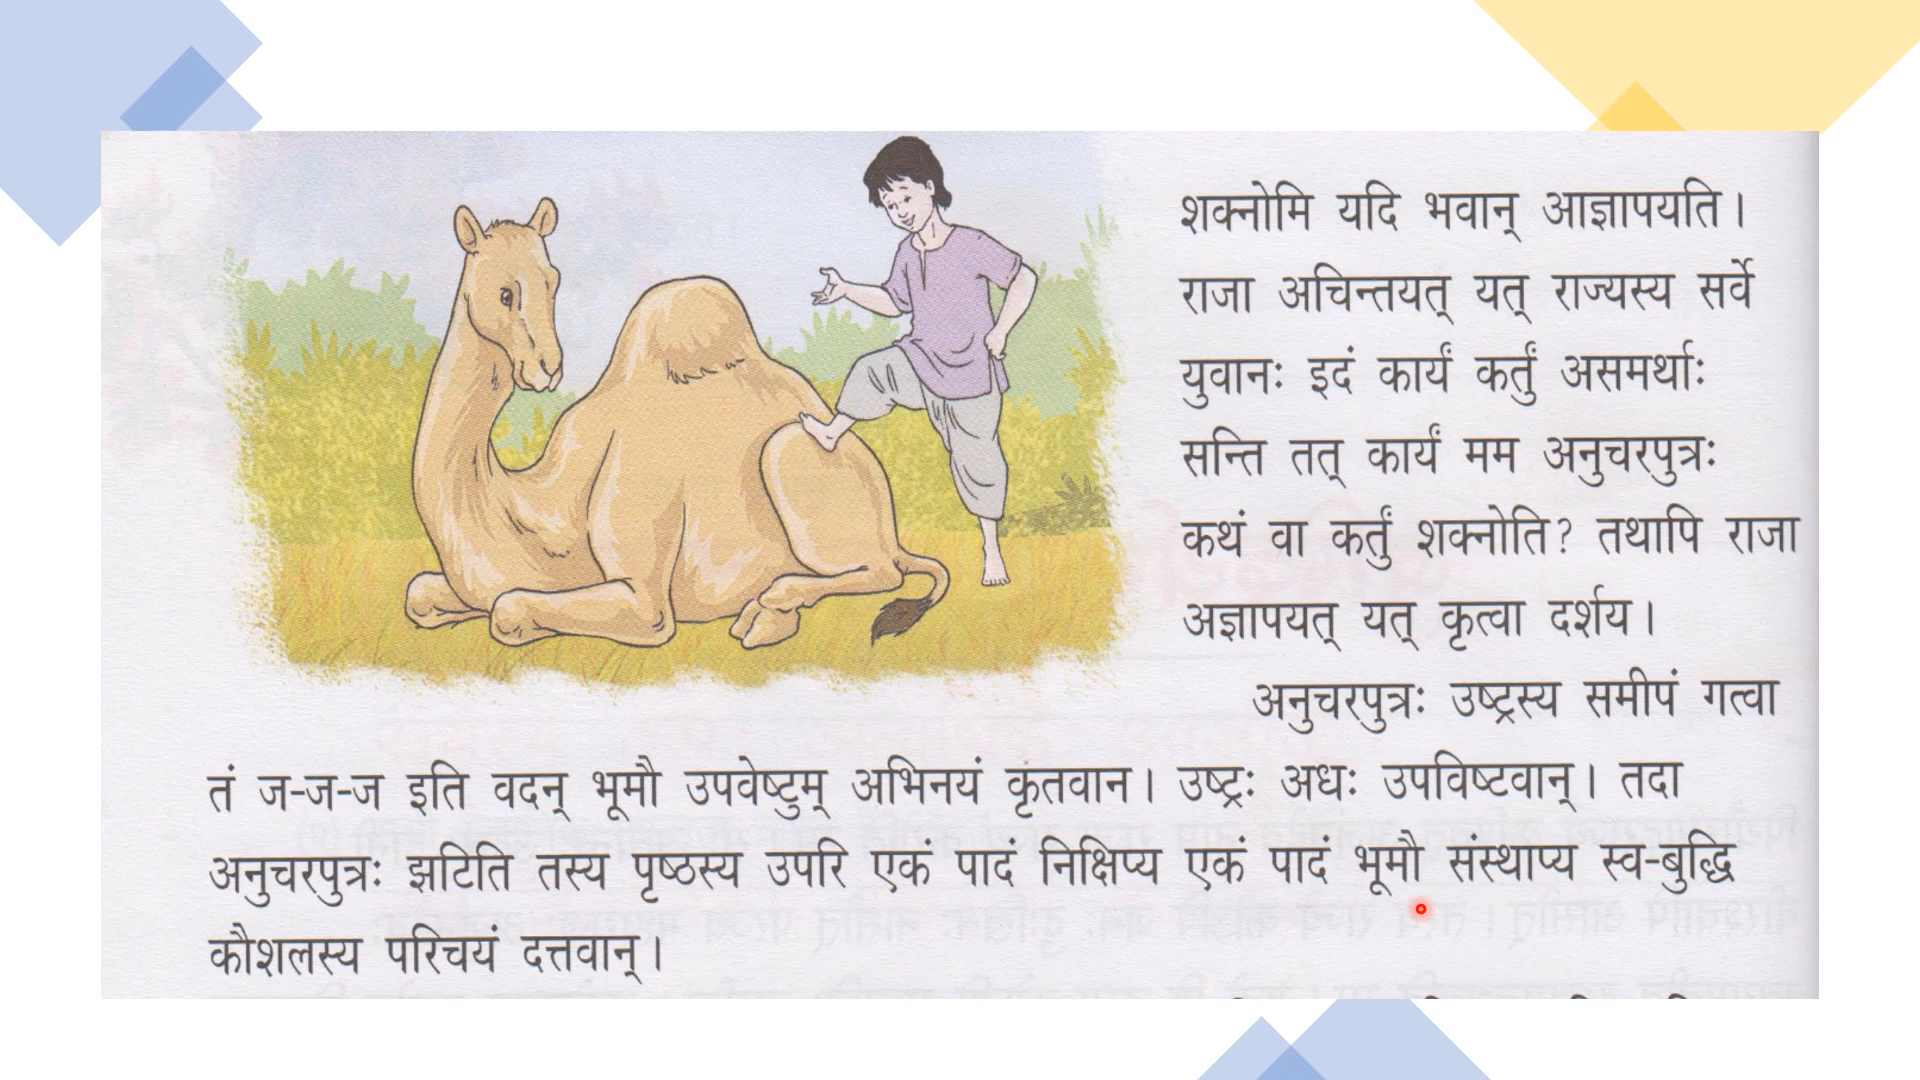 शक्नोमि यदि भवान् आज्ञापयति।
राजा अचिन्तयत् यत् राज्यस्य सर्वे
युवानः इदं कार्यं कर्तुं असमर्थाः
सन्ति तत् कार्यं मम अनुचरपुत्रः
कथं वा कर्तुं शक्नोति? तथापि राजा
अज्ञापयत् यत् कृत्वा दर्शय।
अनुचरपुत्रः उष्ट्रस्य समीपं गत्वा
तं ज-ज-ज इति वदन् भूमौ उपवेष्टुम् अभिनयं कृतवान। उष्ट्रः अधः उपविष्टवान्। तदा
अनुचरपुत्रः झटिति तस्य पृष्ठस्य उपरि एकं पादं निक्षिप्य एकं पादं भूमौ संस्थाप्य स्व-बुद्धि
कौशलस्य परिचयं दत्तवान्।